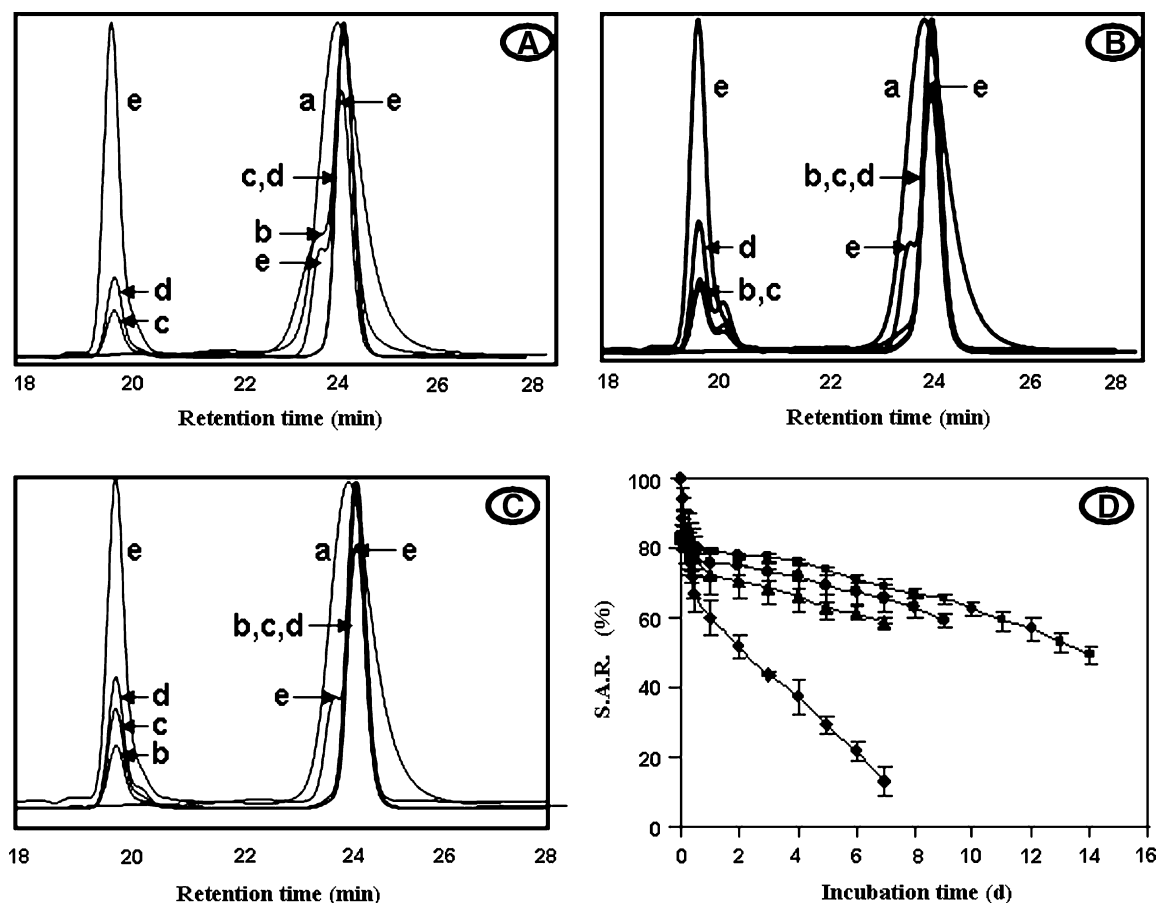 A
e
a
e
c,d
b
e
d
c
18 20 22 24 26 28
Retention time (min)
B
e
a
e
b,c,d
e
d
b,c
18 20 22 24 26 28
Retention time (min)
C
e
a
e
b,c,d
e
d
c
b
18 20 22 24 26 28
Retention time (min)
D
100
80
60
40
20
0
S.A.R. (%)
0 2 4 6 8 10 12 14 16
Incubation time (d)